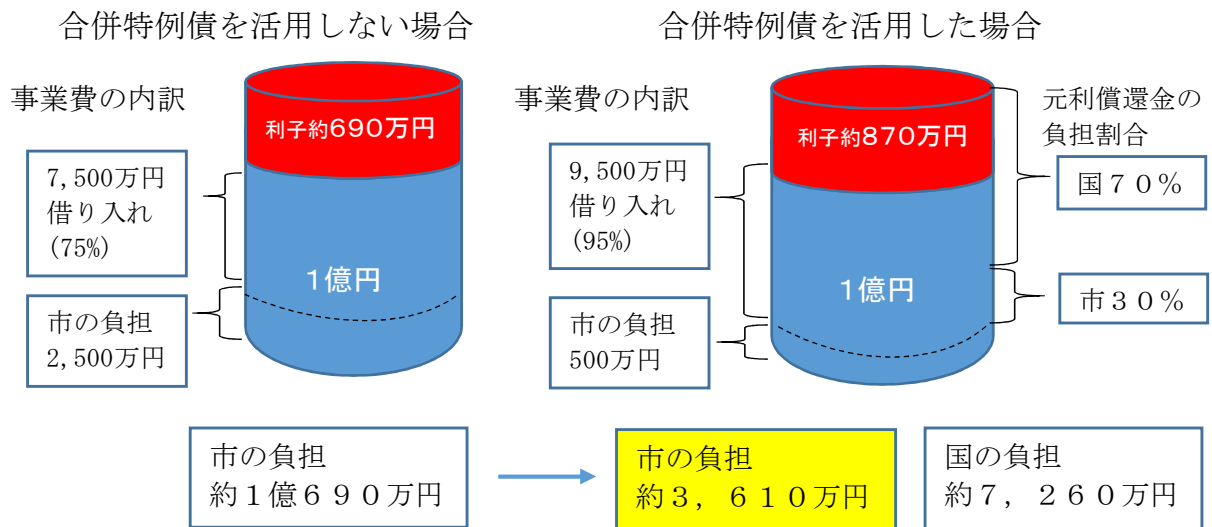 合併特例債を活用しない場合
事業費の内訳
利子約690万円
7,500万円
借り入れ
(75%)
1億円
市の負担
2,500万円
市の負担
約１億６９０万円
合併特例債を活用した場合
事業費の内訳
利子約870万円
元利償還金の
負担割合
9,500万円
借り入れ
(95%)
国７０％
1億円
市３０％
市の負担
500万円
市の負担
約３，６１０万円
国の負担
約７，２６０万円